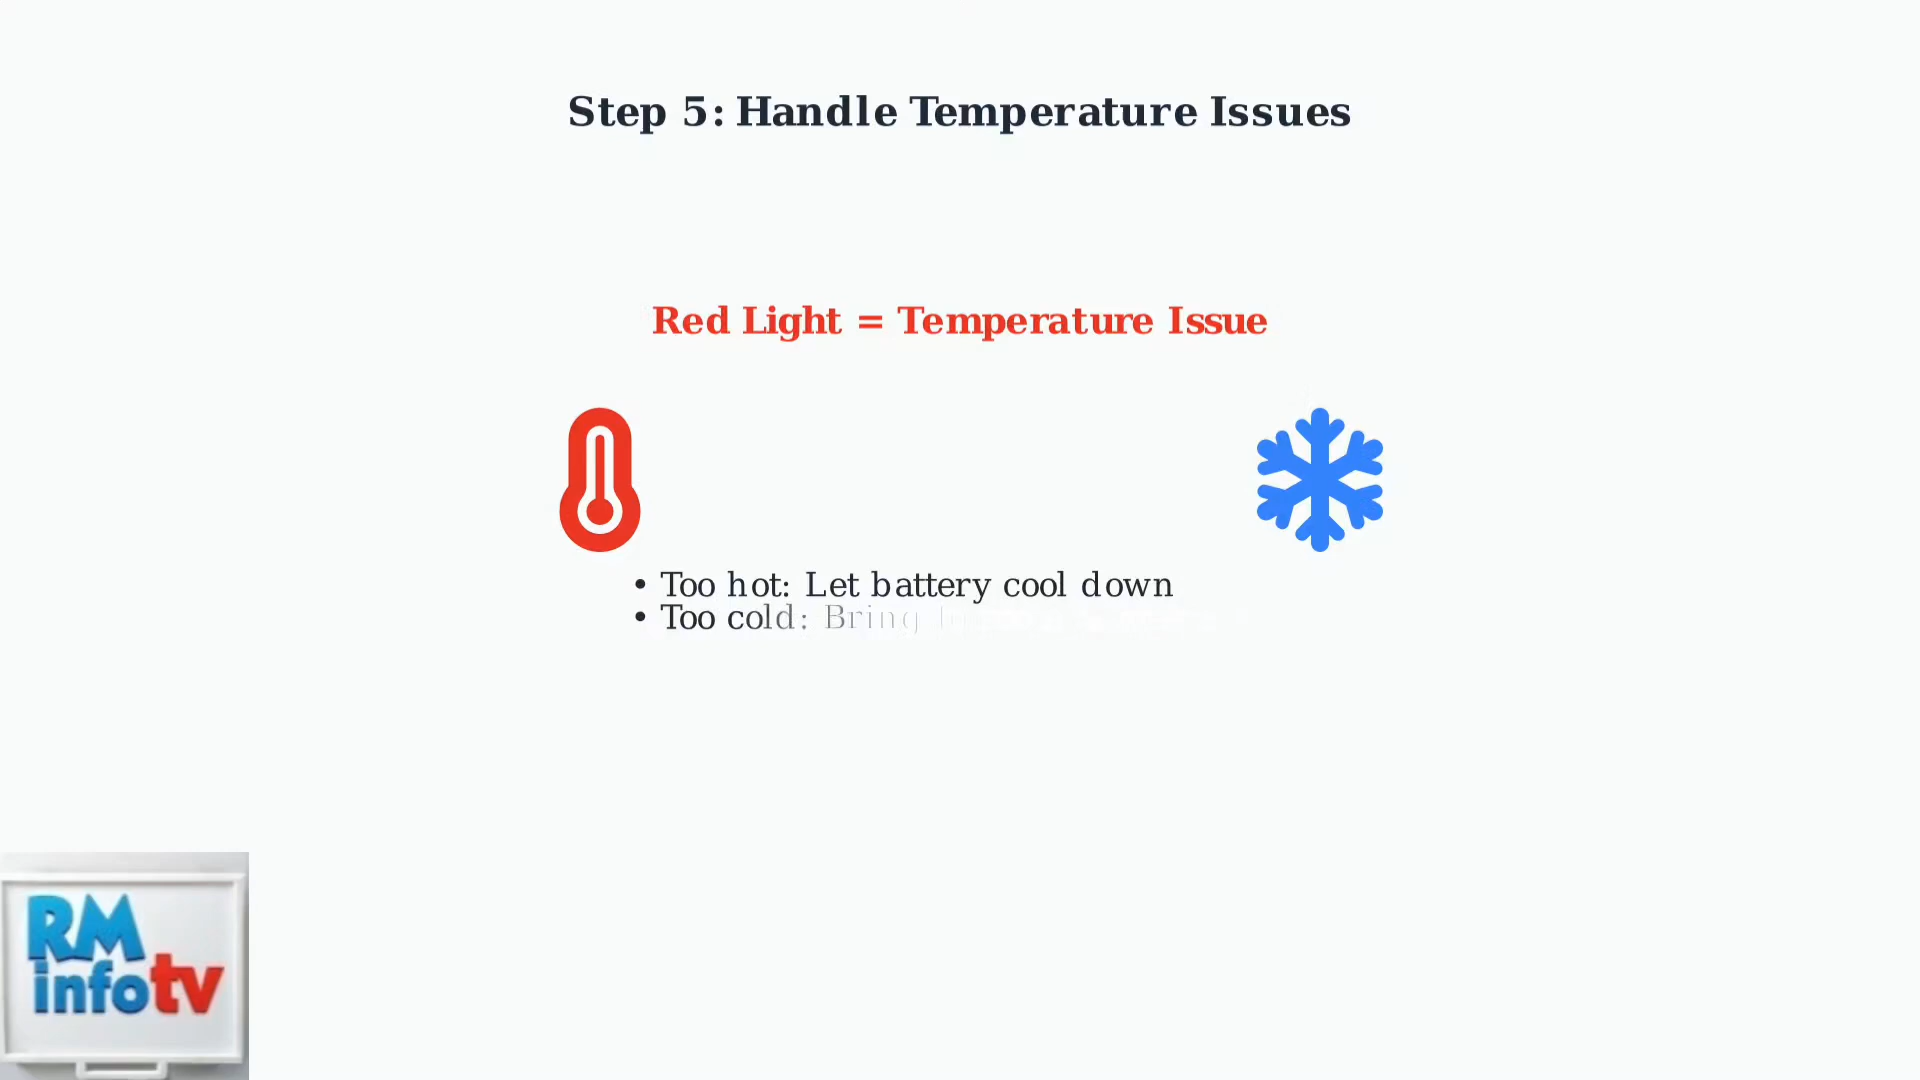 Step 5: Handle Temperature Issues
Red Light = Temperature Issue
• Too hot: Let battery cool down
• Too cold: Bring
RM
infotv